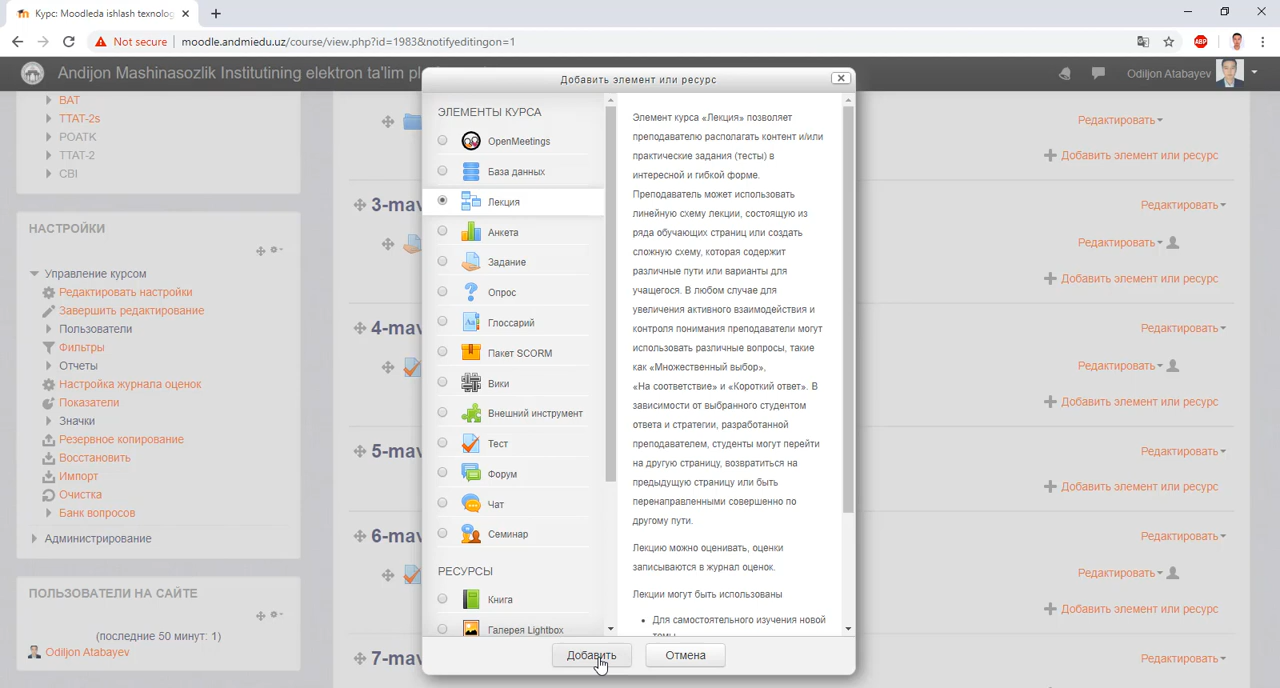 Курс: Moodleda ishlash texnolog
Not secure
moodle.andmiedu.uz/course/view.php?id=1983&notifyeditingon=1
ABP
Andijon Mashinasozlik Institutining elektron ta'lim pl
Odiljon Atabayev
BAT
TTAT-2s
POATK
TTAT-2
CBI
НАСТРОЙКИ
Управление курсом
Редактировать настройки
Завершить редактирование
Пользователи
Фильтры
Отчеты
Настройка журнала оценок
Показатели
Значки
Резервное копирование
Восстановить
Импорт
Очистка
Банк вопросов
Администрирование
ПОЛЬЗОВАТЕЛИ НА САЙТЕ
(последние 50 минут: 1)
Odiljon Atabayev
Добавить элемент или ресурс
ЭЛЕМЕНТЫ КУРСА
OpenMeetings
База данных
Лекция
Анкета
Задание
Опрос
Глоссарий
Пакет SCORM
Вики
Внешний инструмент
Тест
Форум
Чат
Семинар
РЕСУРСЫ
Книга
Галерея Lightbox
Элемент курса «Лекция» позволяет
преподавателю располагать контент и/или
практические задания (тесты) в
интересной и гибкой форме.
Преподаватель может использовать
линейную схему лекции, состоящую из
ряда обучающих страниц или создать
сложную схему, которая содержит
различные пути или варианты для
учащегося. В любом случае для
увеличения активного взаимодействия и
контроля понимания преподаватели могут
использовать различные вопросы, такие
как «Множественный выбор»,
«На соответствие» и «Короткий ответ». В
зависимости от выбранного студентом
ответа и стратегии, разработанной
преподавателем, студенты могут перейти
на другую страницу, возвратиться на
предыдущую страницу или быть
перенаправленными совершенно по
другому пути.
Лекцию можно оценивать, оценки
записываются в журнал оценок.
Лекции могут быть использованы
• Для самостоятельного изучения новой
темы
Добавить
Отмена
Редактировать
Добавить элемент или ресурс
3-mav
Редактировать
Редактировать
Добавить элемент или ресурс
4-mav
Редактировать
Редактировать
Добавить элемент или ресурс
5-mav
Редактировать
Добавить элемент или ресурс
6-mav
Редактировать
Редактировать
Добавить элемент или ресурс
7-mav
Редактировать